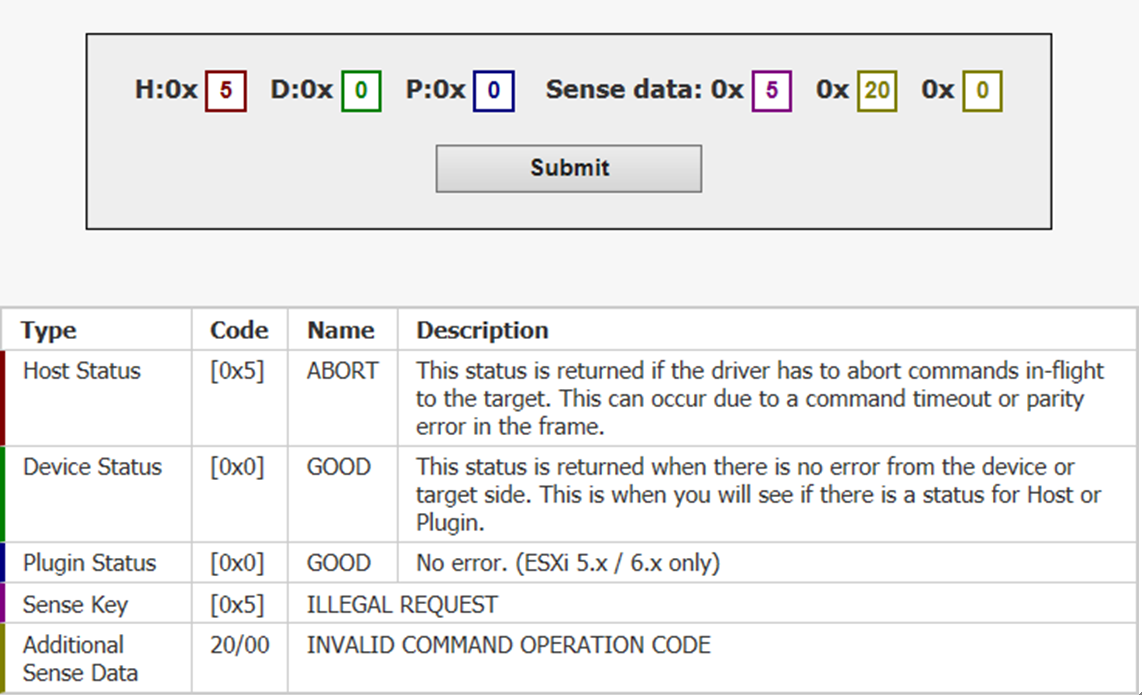 H:0x 5 D:0x 0 P:0x 0 Sense data: 0x 5 0x 20 0x 0
Submit
Type Code Name Description
Host Status [0x5] ABORT This status is returned if the driver has to abort commands in-flight
to the target. This can occur due to a command timeout or parity
error in the frame.
Device Status [0x0] GOOD This status is returned when there is no error from the device or
target side. This is when you will see if there is a status for Host or
Plugin.
Plugin Status [0x0] GOOD No error. (ESXi 5.x / 6.x only)
Sense Key [0x5] ILLEGAL REQUEST
Additional 20/00 INVALID COMMAND OPERATION CODE
Sense Data